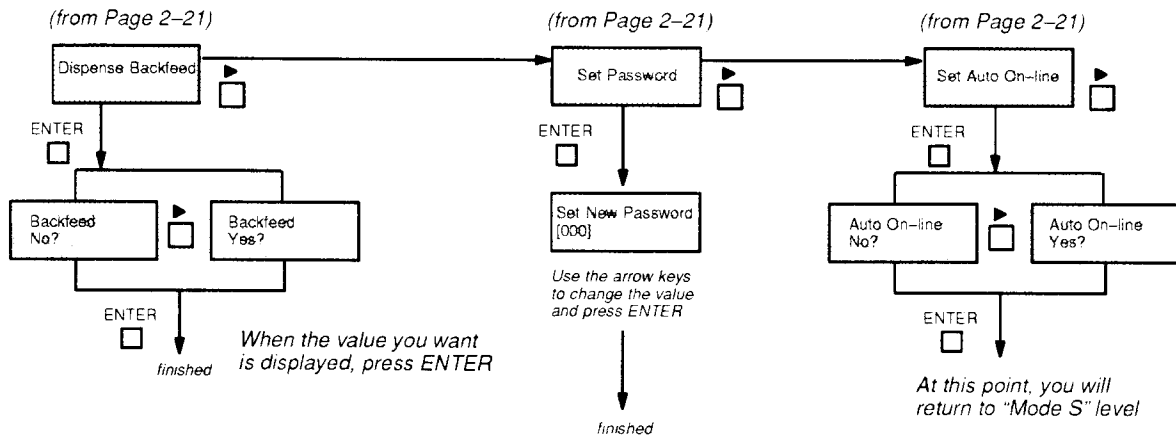 (from Page 2–21)
(from Page 2–21)
(from Page 2–21)
Dispense Backfeed
Set Password
Set Auto On–line
ENTER
ENTER
ENTER
Backfeed
No?
Backfeed
Yes?
Set New Password
[000]
Auto On–line
No?
Auto On–line
Yes?
Use the arrow keys
to change the value
and press ENTER
ENTER
finished
When the value you want
is displayed, press ENTER
finished
ENTER
At this point, you will
return to "Mode S" level